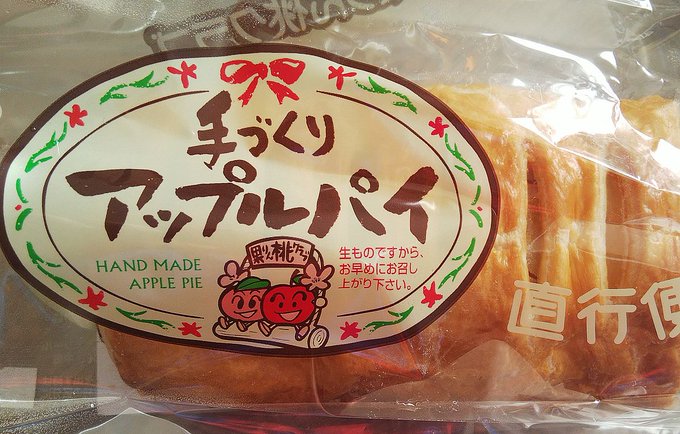 手づくり
アップルパイ
HAND MADE
APPLE PIE
生ものですから、
お早めにお召し
上がり下さい。
直行便